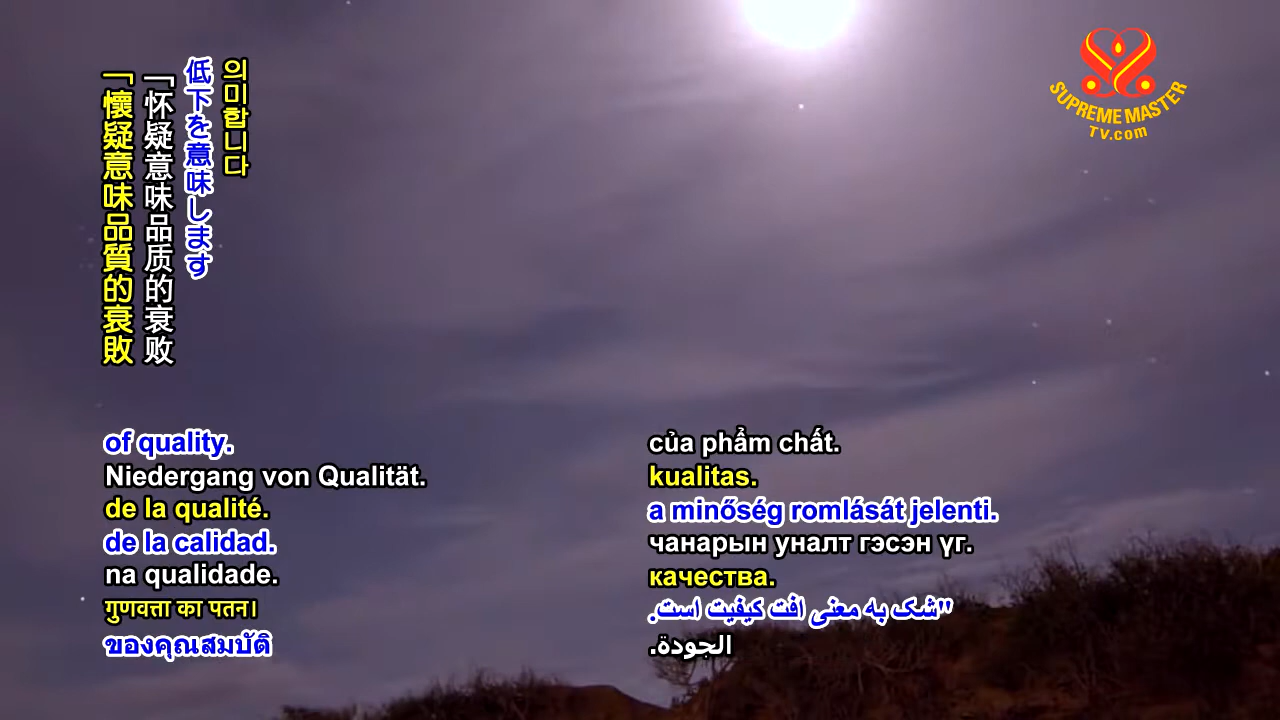 의미합니다
低下を意味します
「怀疑意味品质的衰败
「懷疑意味品質的衰敗
SUPREME MASTER
TV.com
of quality.
Niedergang von Qualität.
de la qualité.
de la calidad.
na qualidade.
गुणवत्ता का पतन।
ของคุณสมบัติ
của phẩm chất.
kualitas.
a minőség romlását jelenti.
чанарын уналт гэсэн үг.
качества.
"شک به معنی افت کیفیت است.
الجودة.